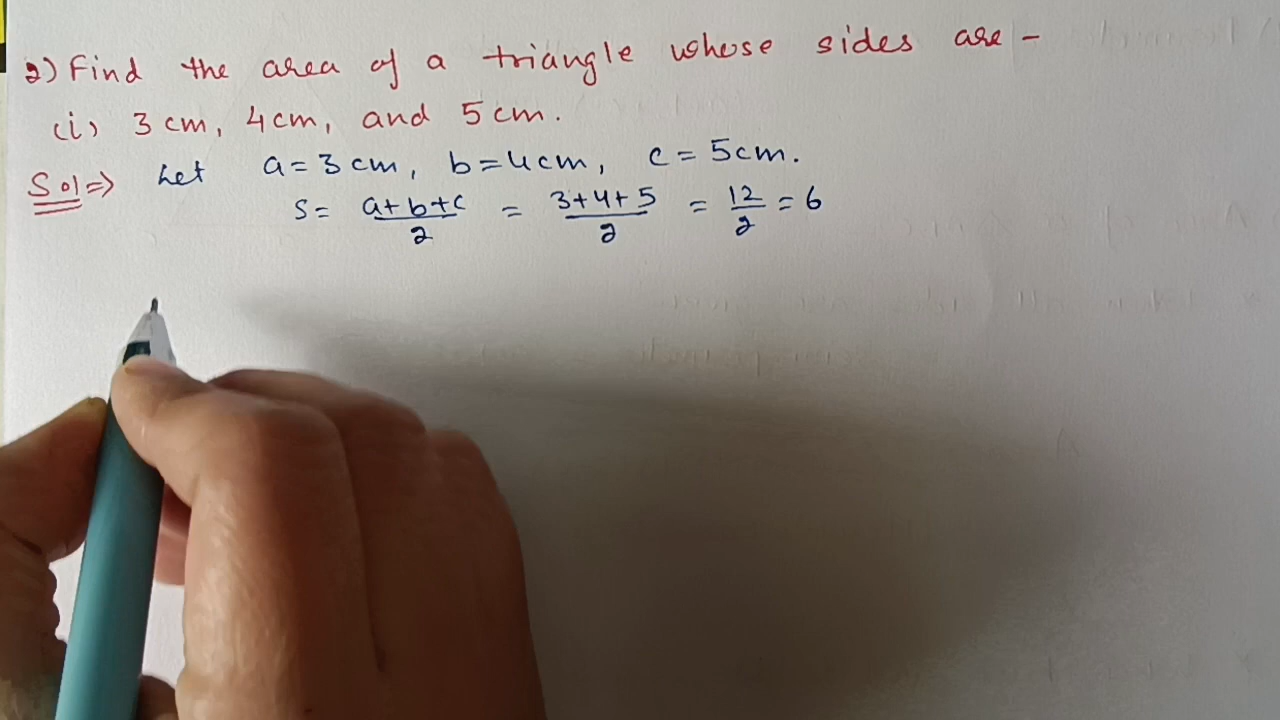 2) Find the area of a triangle whose sides are -
(i) 3 cm, 4 cm, and 5 cm.
Sol => Let a = 3 cm, b = 4 cm, c = 5 cm.
S = a+b+c/2 = 3+4+5/2 = 12/2 = 6